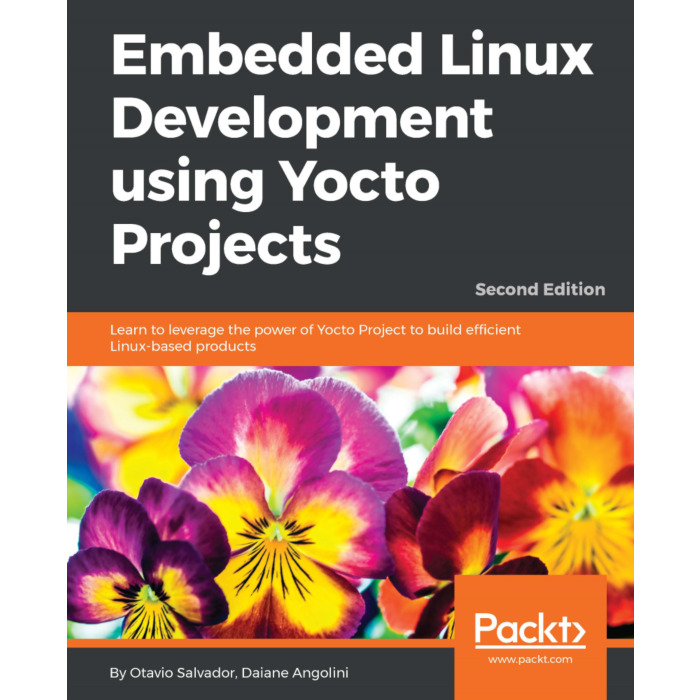 Embedded Linux
Development
using Yocto
Projects
Second Edition
Learn to leverage the power of Yocto Project to build efficient
Linux-based products
Packt>
www.packt.com
By Otavio Salvador, Daiane Angolini